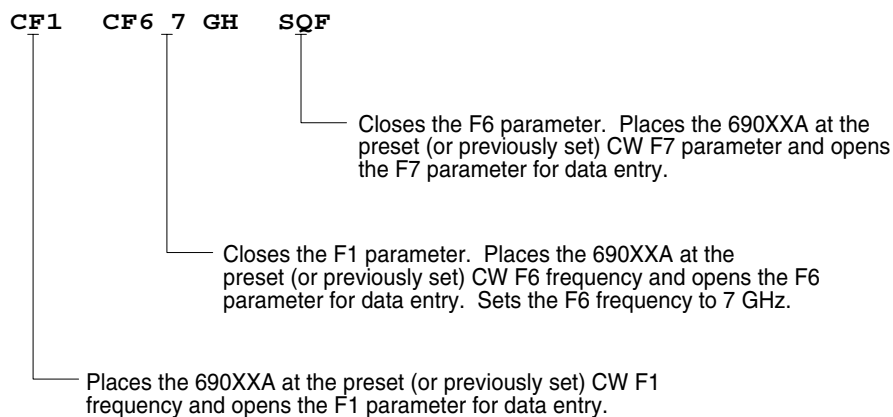 CF1 CF6 7 GH SQF
Closes the F6 parameter. Places the 690XXA at the
preset (or previously set) CW F7 parameter and opens
the F7 parameter for data entry.
Closes the F1 parameter. Places the 690XXA at the
preset (or previously set) CW F6 frequency and opens the F6
parameter for data entry. Sets the F6 frequency to 7 GHz.
Places the 690XXA at the preset (or previously set) CW F1
frequency and opens the F1 parameter for data entry.